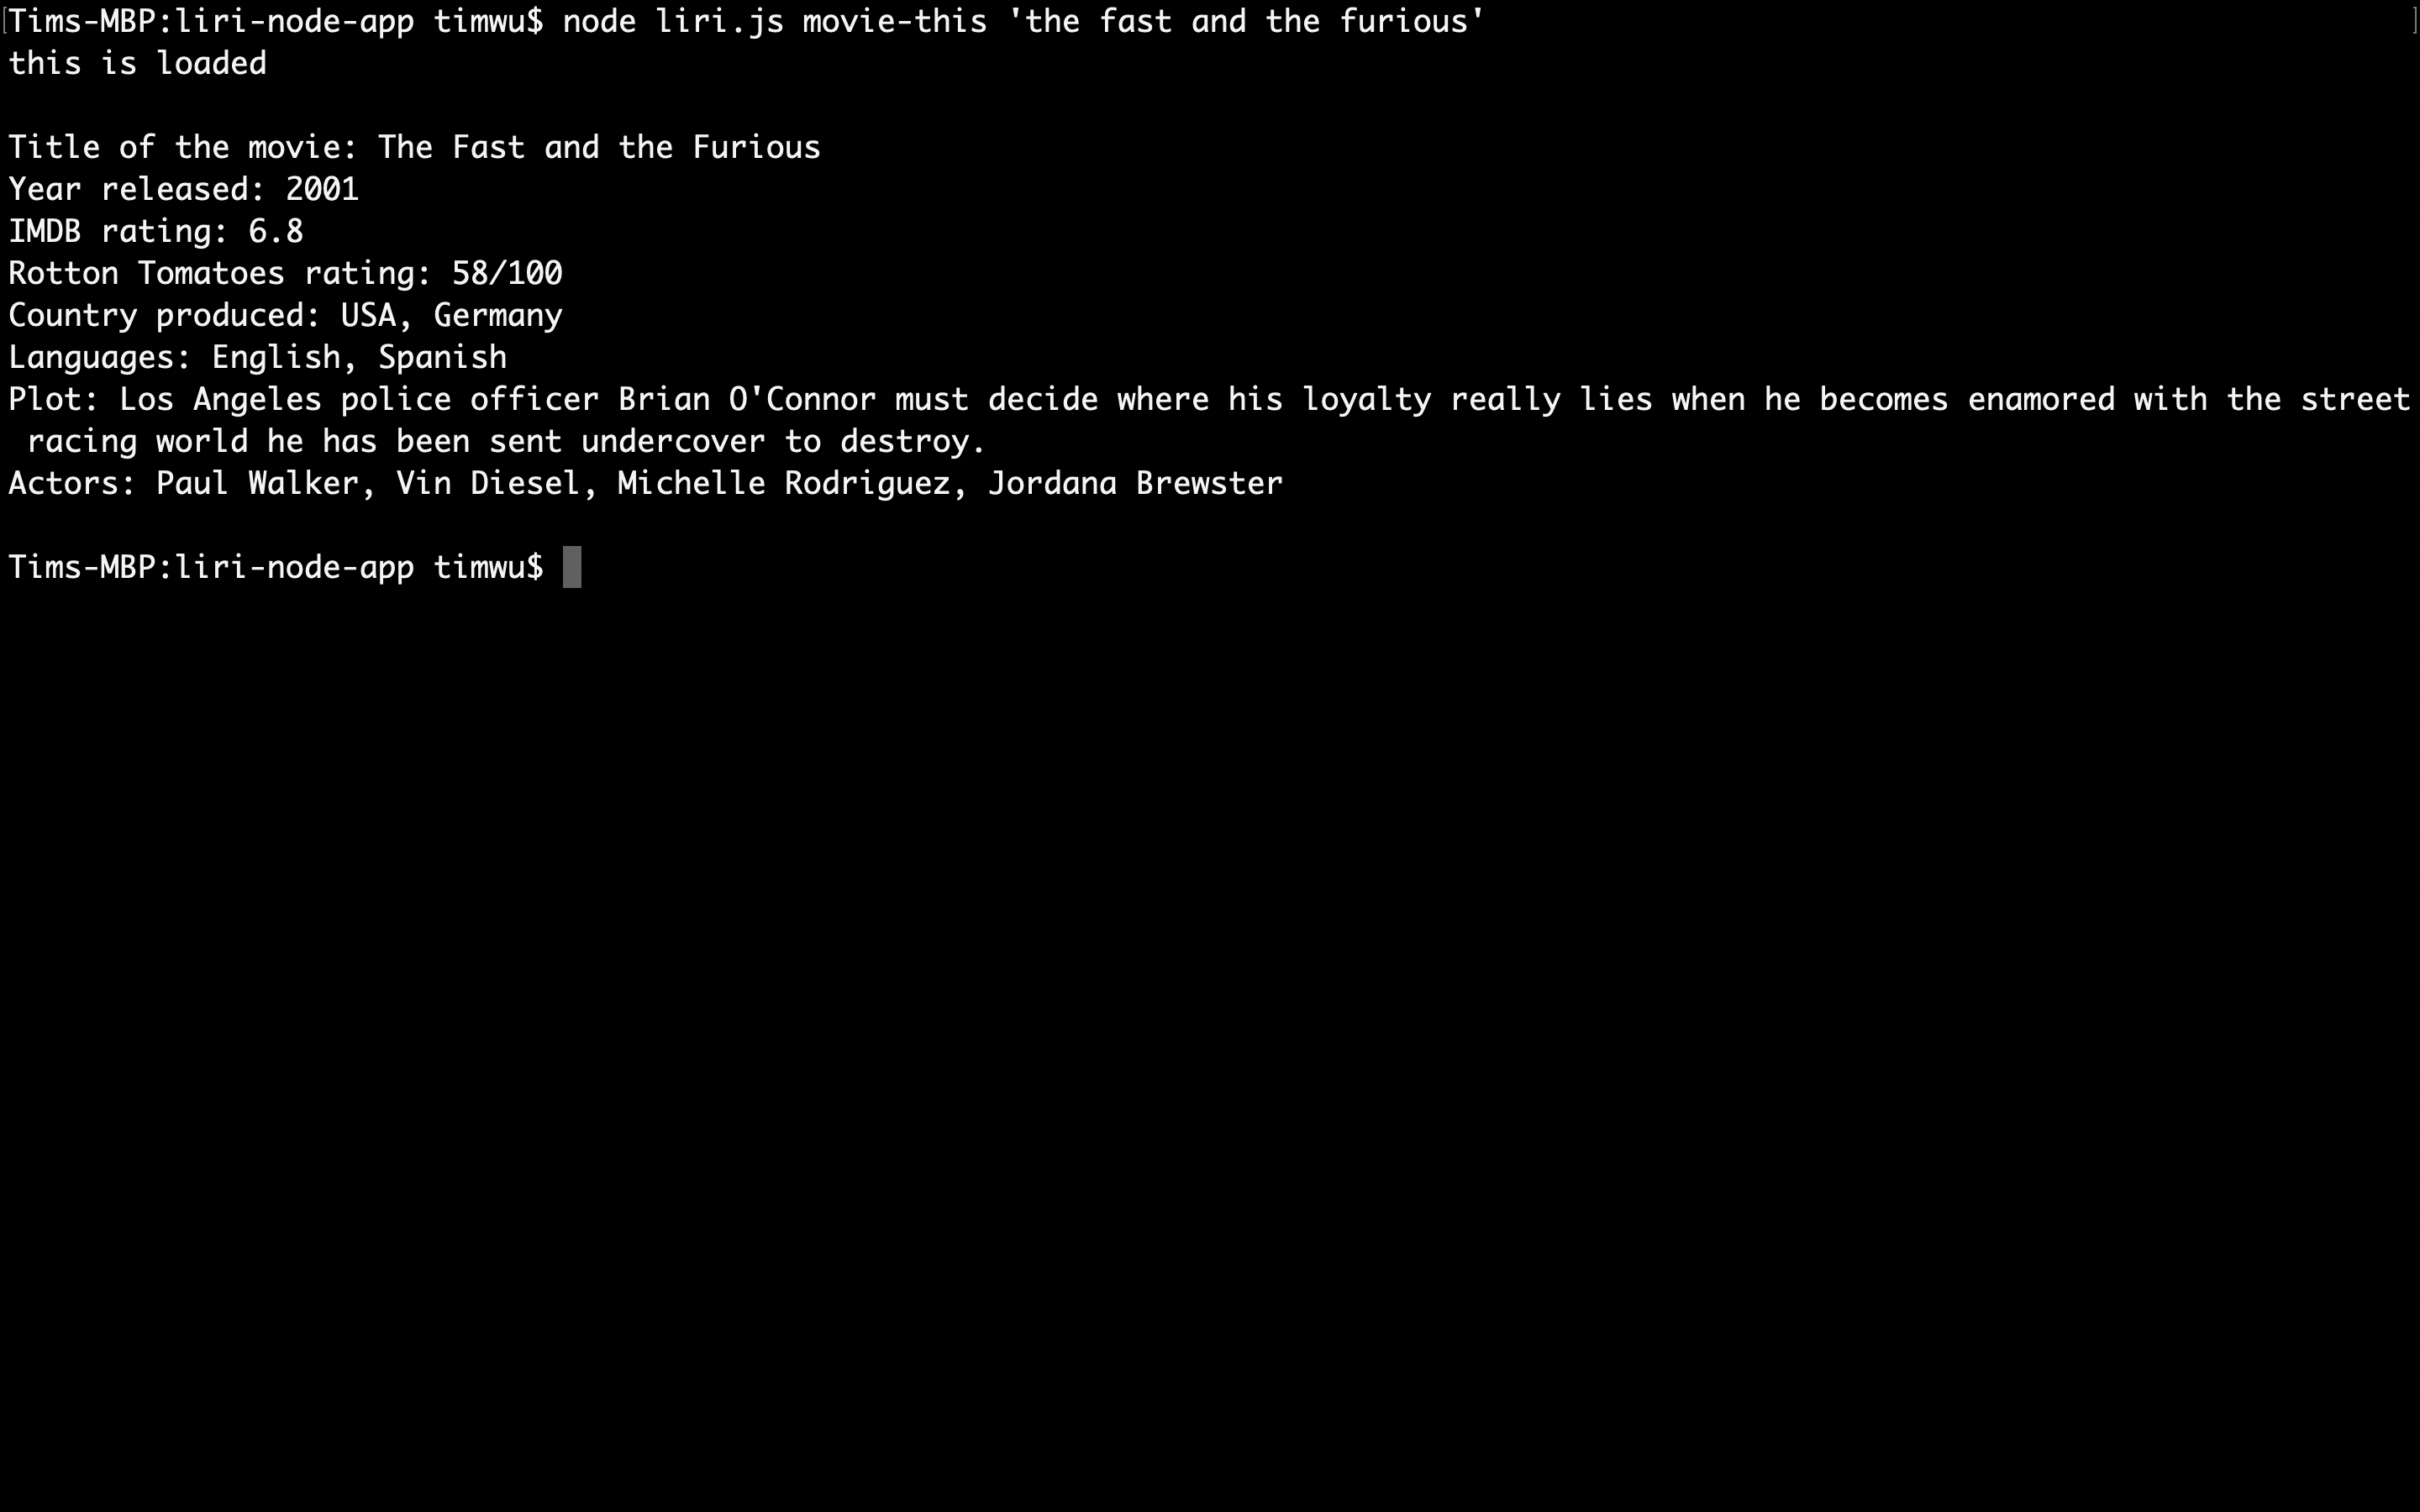 [Tims-MBP:liri-node-app timwu$ node liri.js movie-this 'the fast and the furious' ]
this is loaded
Title of the movie: The Fast and the Furious
Year released: 2001
IMDB rating: 6.8
Rotton Tomatoes rating: 58/100
Country produced: USA, Germany
Languages: English, Spanish
Plot: Los Angeles police officer Brian O'Connor must decide where his loyalty really lies when he becomes enamored with the street
racing world he has been sent undercover to destroy.
Actors: Paul Walker, Vin Diesel, Michelle Rodriguez, Jordana Brewster
Tims-MBP:liri-node-app timwu$